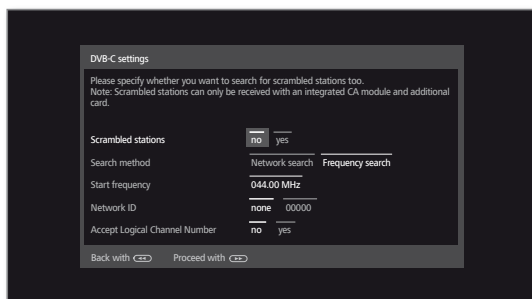 DVB-C settings
Please specify whether you want to search for scrambled stations too.
Note: Scrambled stations can only be received with an integrated CA module and additional
card.
Scrambled stations no yes
Search method Network search Frequency search
Start frequency 044.00 MHz
Network ID none 00000
Accept Logical Channel Number no yes
Back with Proceed with